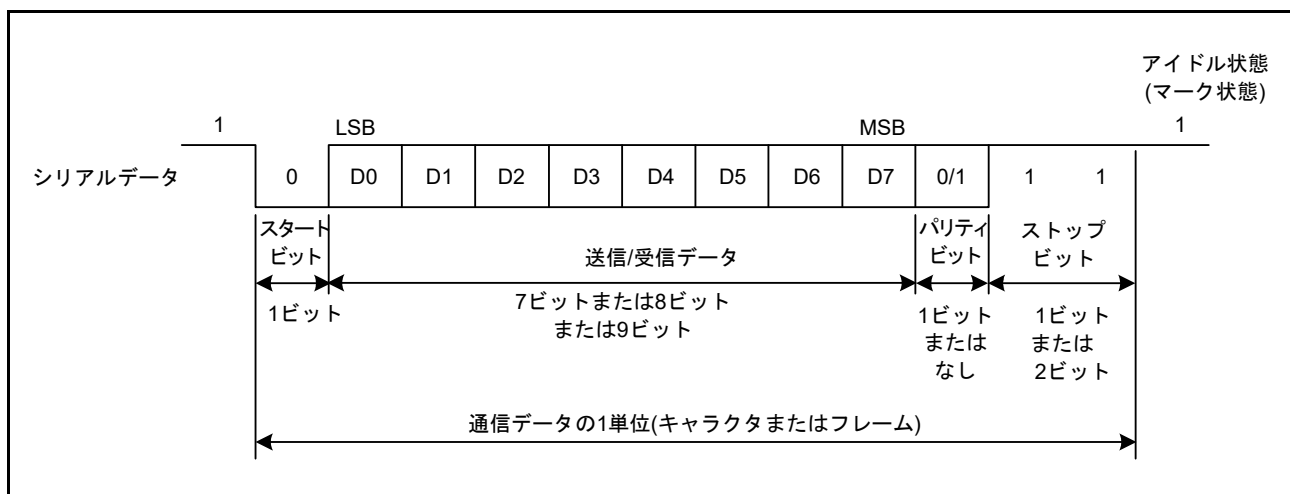 アイドル状態
(マーク状態)
1 LSB MSB 1
シリアルデータ 0 D0 D1 D2 D3 D4 D5 D6 D7 0/1 1 1
スタート
ビット
送信/受信データ
パリティ
ビット
ストップ
ビット
1ビット
7ビットまたは8ビット
または9ビット
1ビット
または
なし
1ビット
または
2ビット
通信データの1単位(キャラクタまたはフレーム)